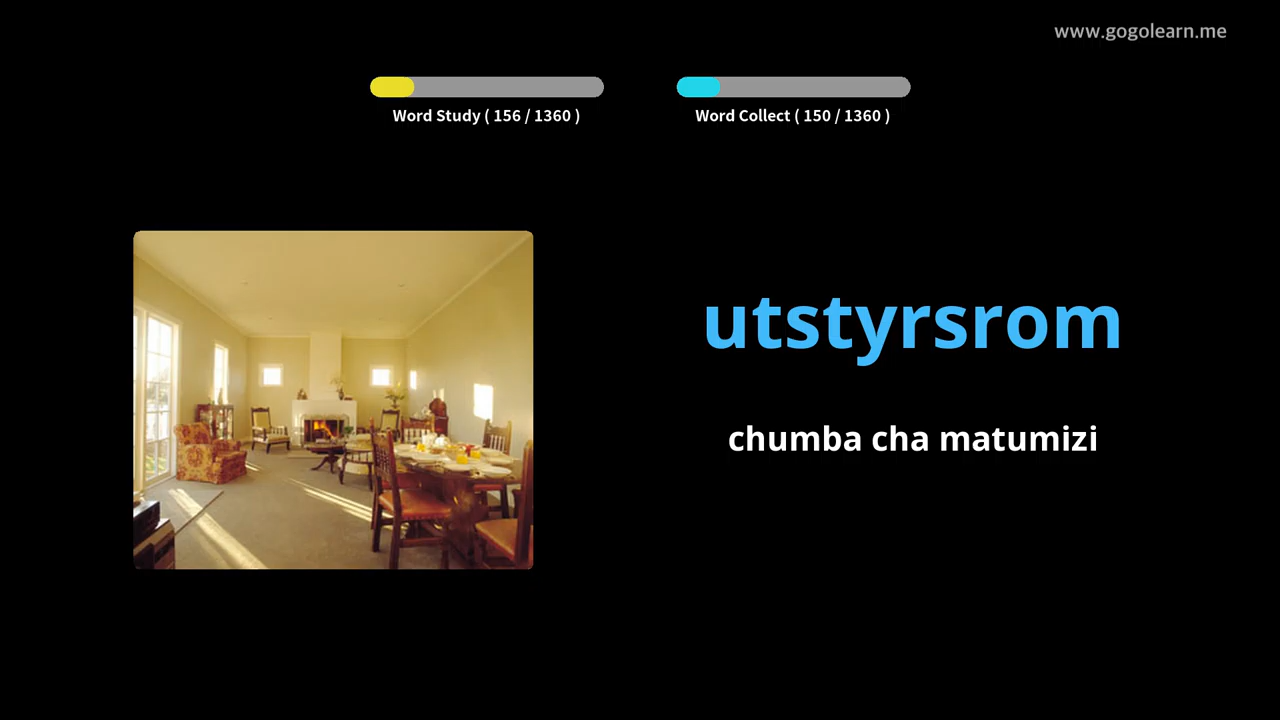 www.gogolearn.me
Word Study ( 156 / 1360 )
Word Collect ( 150 / 1360 )
utstyrsrom
chumba cha matumizi